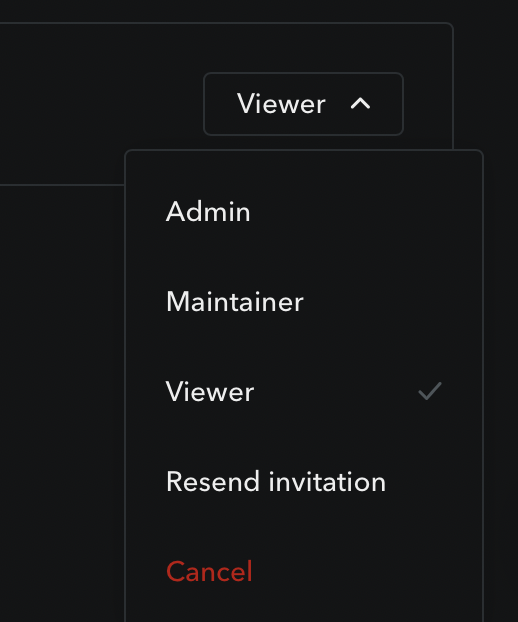 Viewer
Admin
Maintainer
Viewer
Resend invitation
Cancel